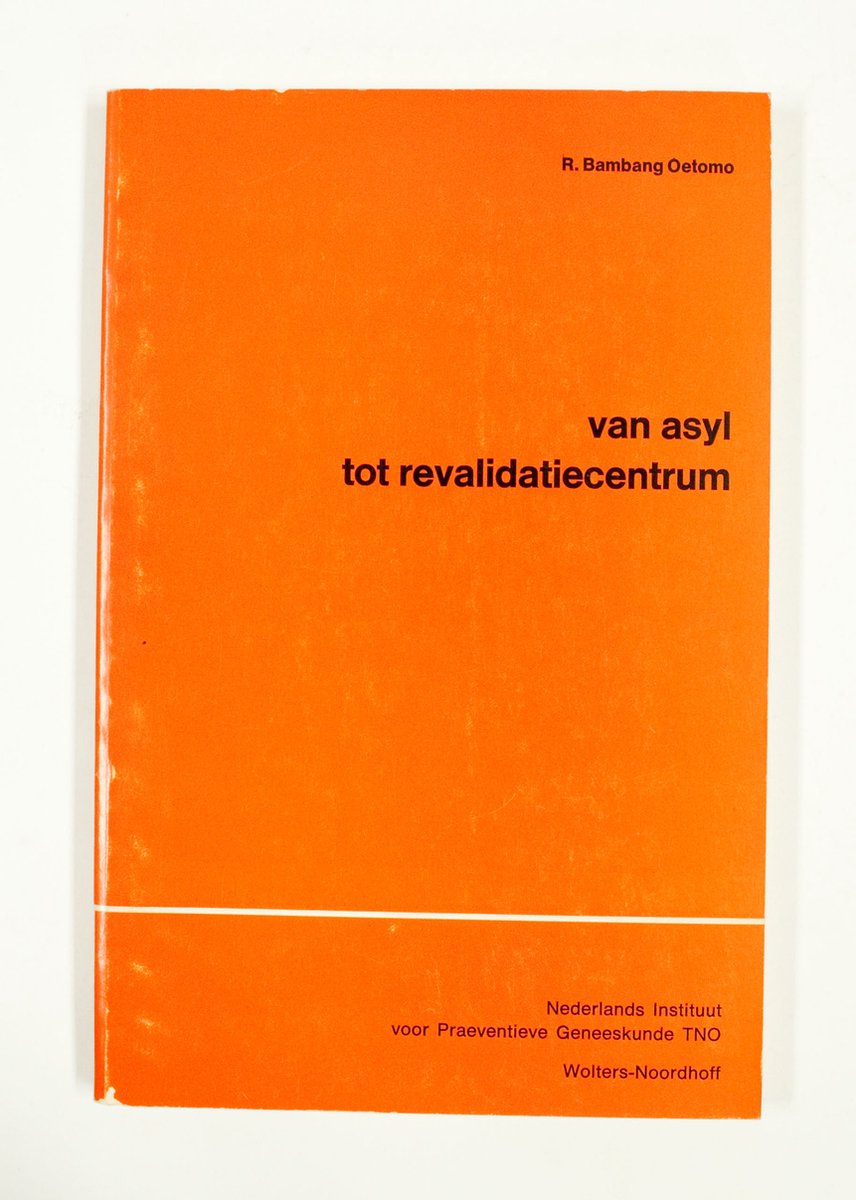 R. Bambang Oetomo
van asyl
tot revalidatiecentrum
Nederlands Instituut
voor Praeventieve Geneeskunde TNO
Wolters-Noordhoff